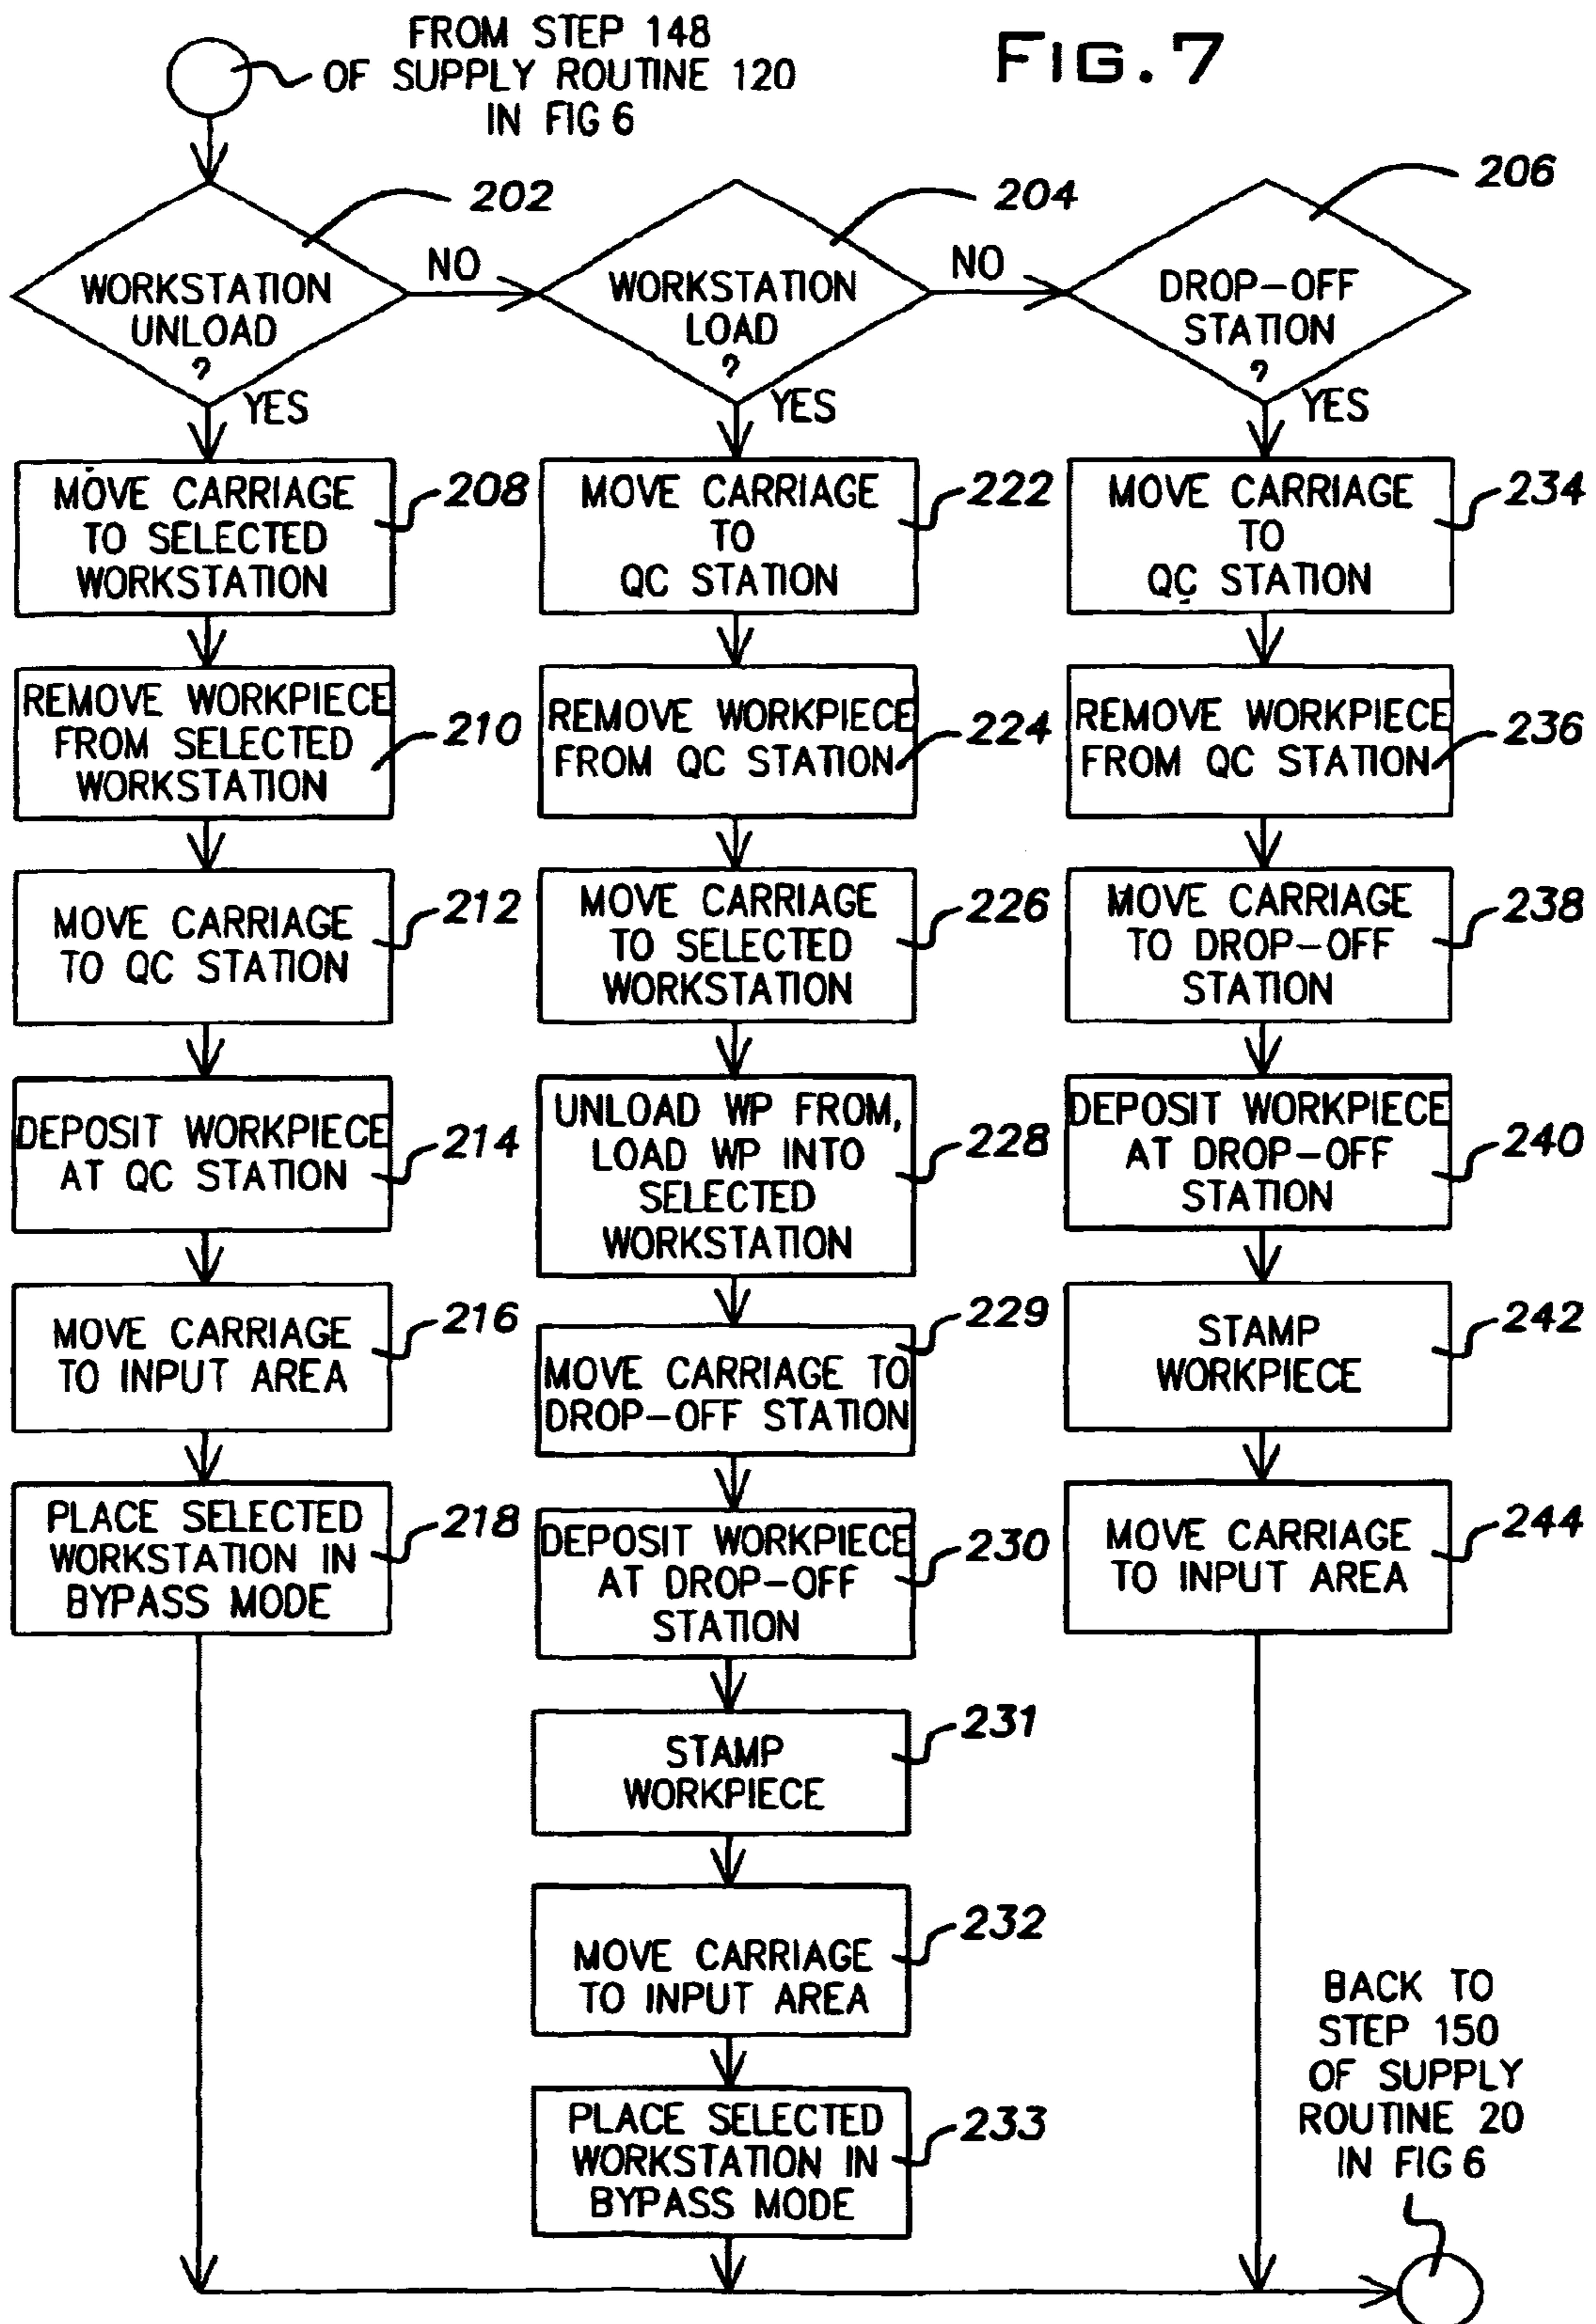 FROM STEP 148
OF SUPPLY ROUTINE 120
IN FIG 6
FIG. 7
202
WORKSTATION
UNLOAD
?
NO
YES
204
WORKSTATION
LOAD
?
NO
YES
206
DROP-OFF
STATION
?
YES
MOVE CARRIAGE
TO SELECTED
WORKSTATION
208
REMOVE WORKPIECE
FROM SELECTED
WORKSTATION
210
MOVE CARRIAGE
TO QC STATION
212
DEPOSIT WORKPIECE
AT QC STATION
214
MOVE CARRIAGE
TO INPUT AREA
216
PLACE SELECTED
WORKSTATION IN
BYPASS MODE
218
MOVE CARRIAGE
TO
QC STATION
222
REMOVE WORKPIECE
FROM QC STATION
224
MOVE CARRIAGE
TO SELECTED
WORKSTATION
226
UNLOAD WP FROM,
LOAD WP INTO
SELECTED
WORKSTATION
228
MOVE CARRIAGE TO
DROP-OFF STATION
229
DEPOSIT WORKPIECE
AT DROP-OFF
STATION
230
STAMP
WORKPIECE
231
MOVE CARRIAGE
TO INPUT AREA
232
PLACE SELECTED
WORKSTATION IN
BYPASS MODE
233
MOVE CARRIAGE
TO
QC STATION
234
REMOVE WORKPIECE
FROM QC STATION
236
MOVE CARRIAGE
TO DROP-OFF
STATION
238
DEPOSIT WORKPIECE
AT DROP-OFF
STATION
240
STAMP
WORKPIECE
242
MOVE CARRIAGE
TO INPUT AREA
244
BACK TO
STEP 150
OF SUPPLY
ROUTINE 20
IN FIG 6